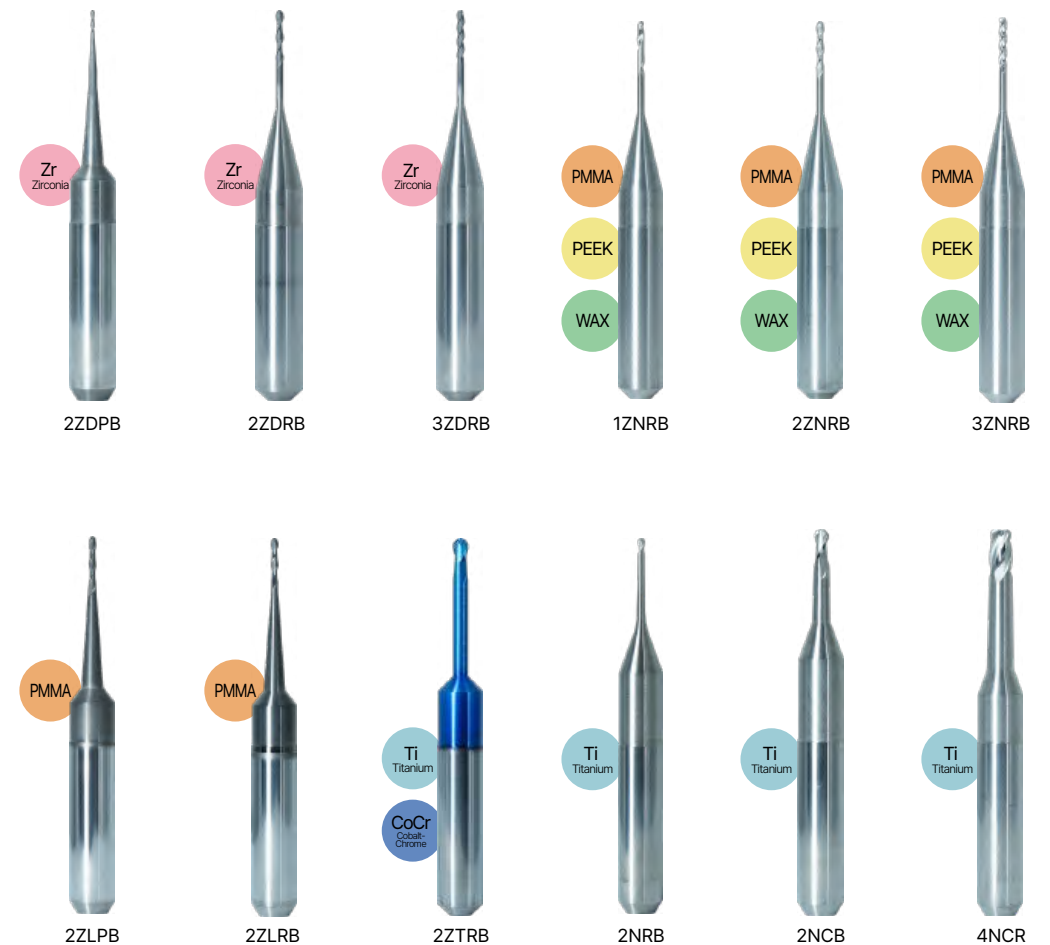 Zr
Zirconia
Zr
Zirconia
Zr
Zirconia
PMMA
PEEK
WAX
PMMA
PEEK
WAX
PMMA
PEEK
WAX
2ZDPB
2ZDRB
3ZDRB
1ZNRB
2ZNRB
3ZNRB
PMMA
PMMA
Ti
Titanium
CoCr
Cobalt-
Chrome
Ti
Titanium
Ti
Titanium
Ti
Titanium
2ZLPB
2ZLRB
2ZTRB
2NRB
2NCB
4NCR